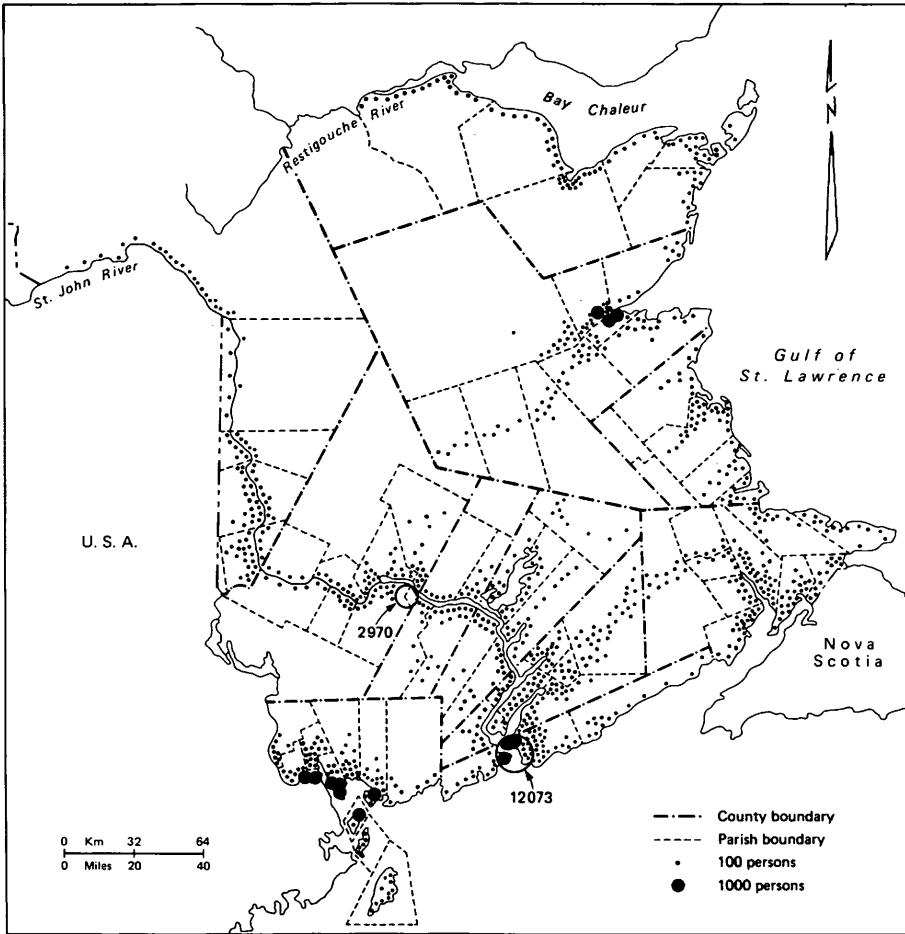 Bay Chaleur
Restigouche River
N
St. John River
Gulf of
St. Lawrence
U. S. A.
2970
Nova
Scotia
12073
County boundary
Parish boundary
100 persons
1000 persons
0 Km 32 64
0 Miles 20 40